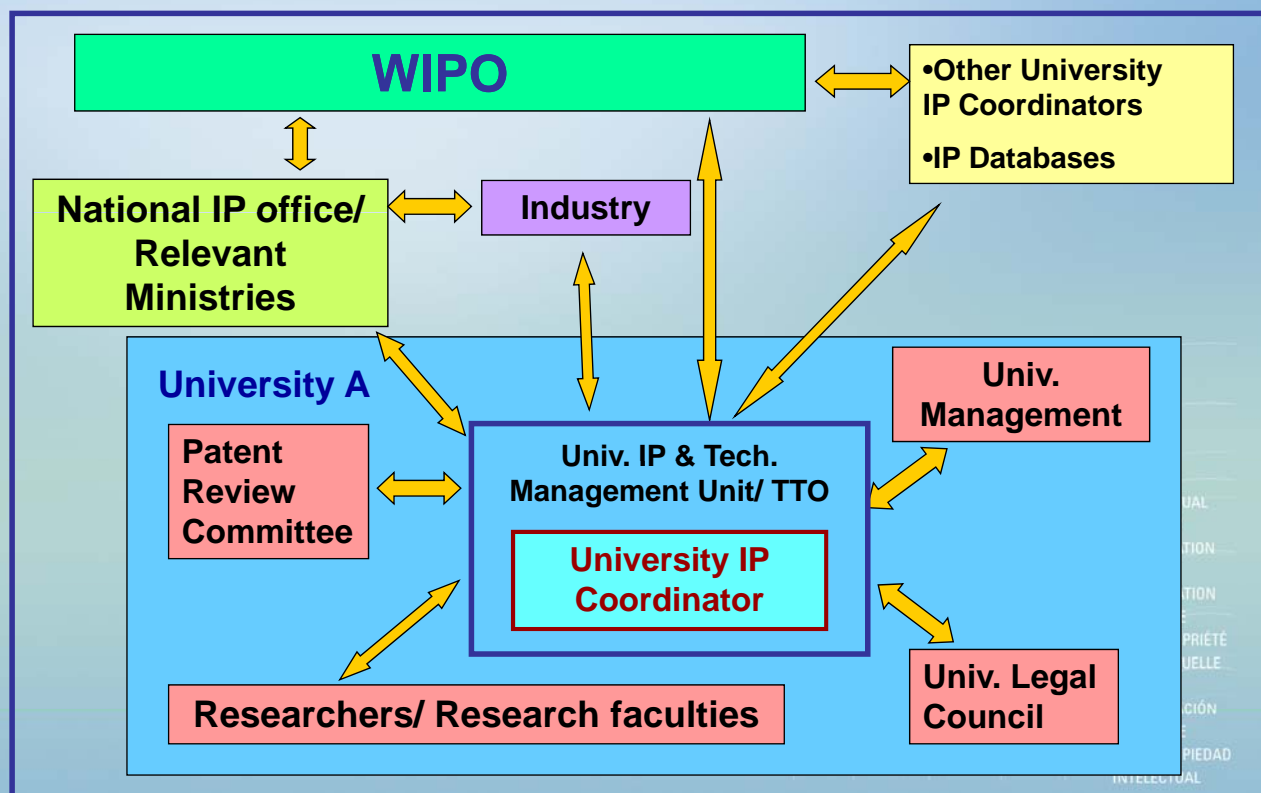 WIPO
•Other University
IP Coordinators
•IP Databases
National IP office/
Relevant
Ministries
Industry
University A
Univ.
Management
Patent
Review
Committee
Univ. IP & Tech.
Management Unit/ TTO
University IP
Coordinator
Researchers/ Research faculties
Univ. Legal
Council
INTELECTUAL